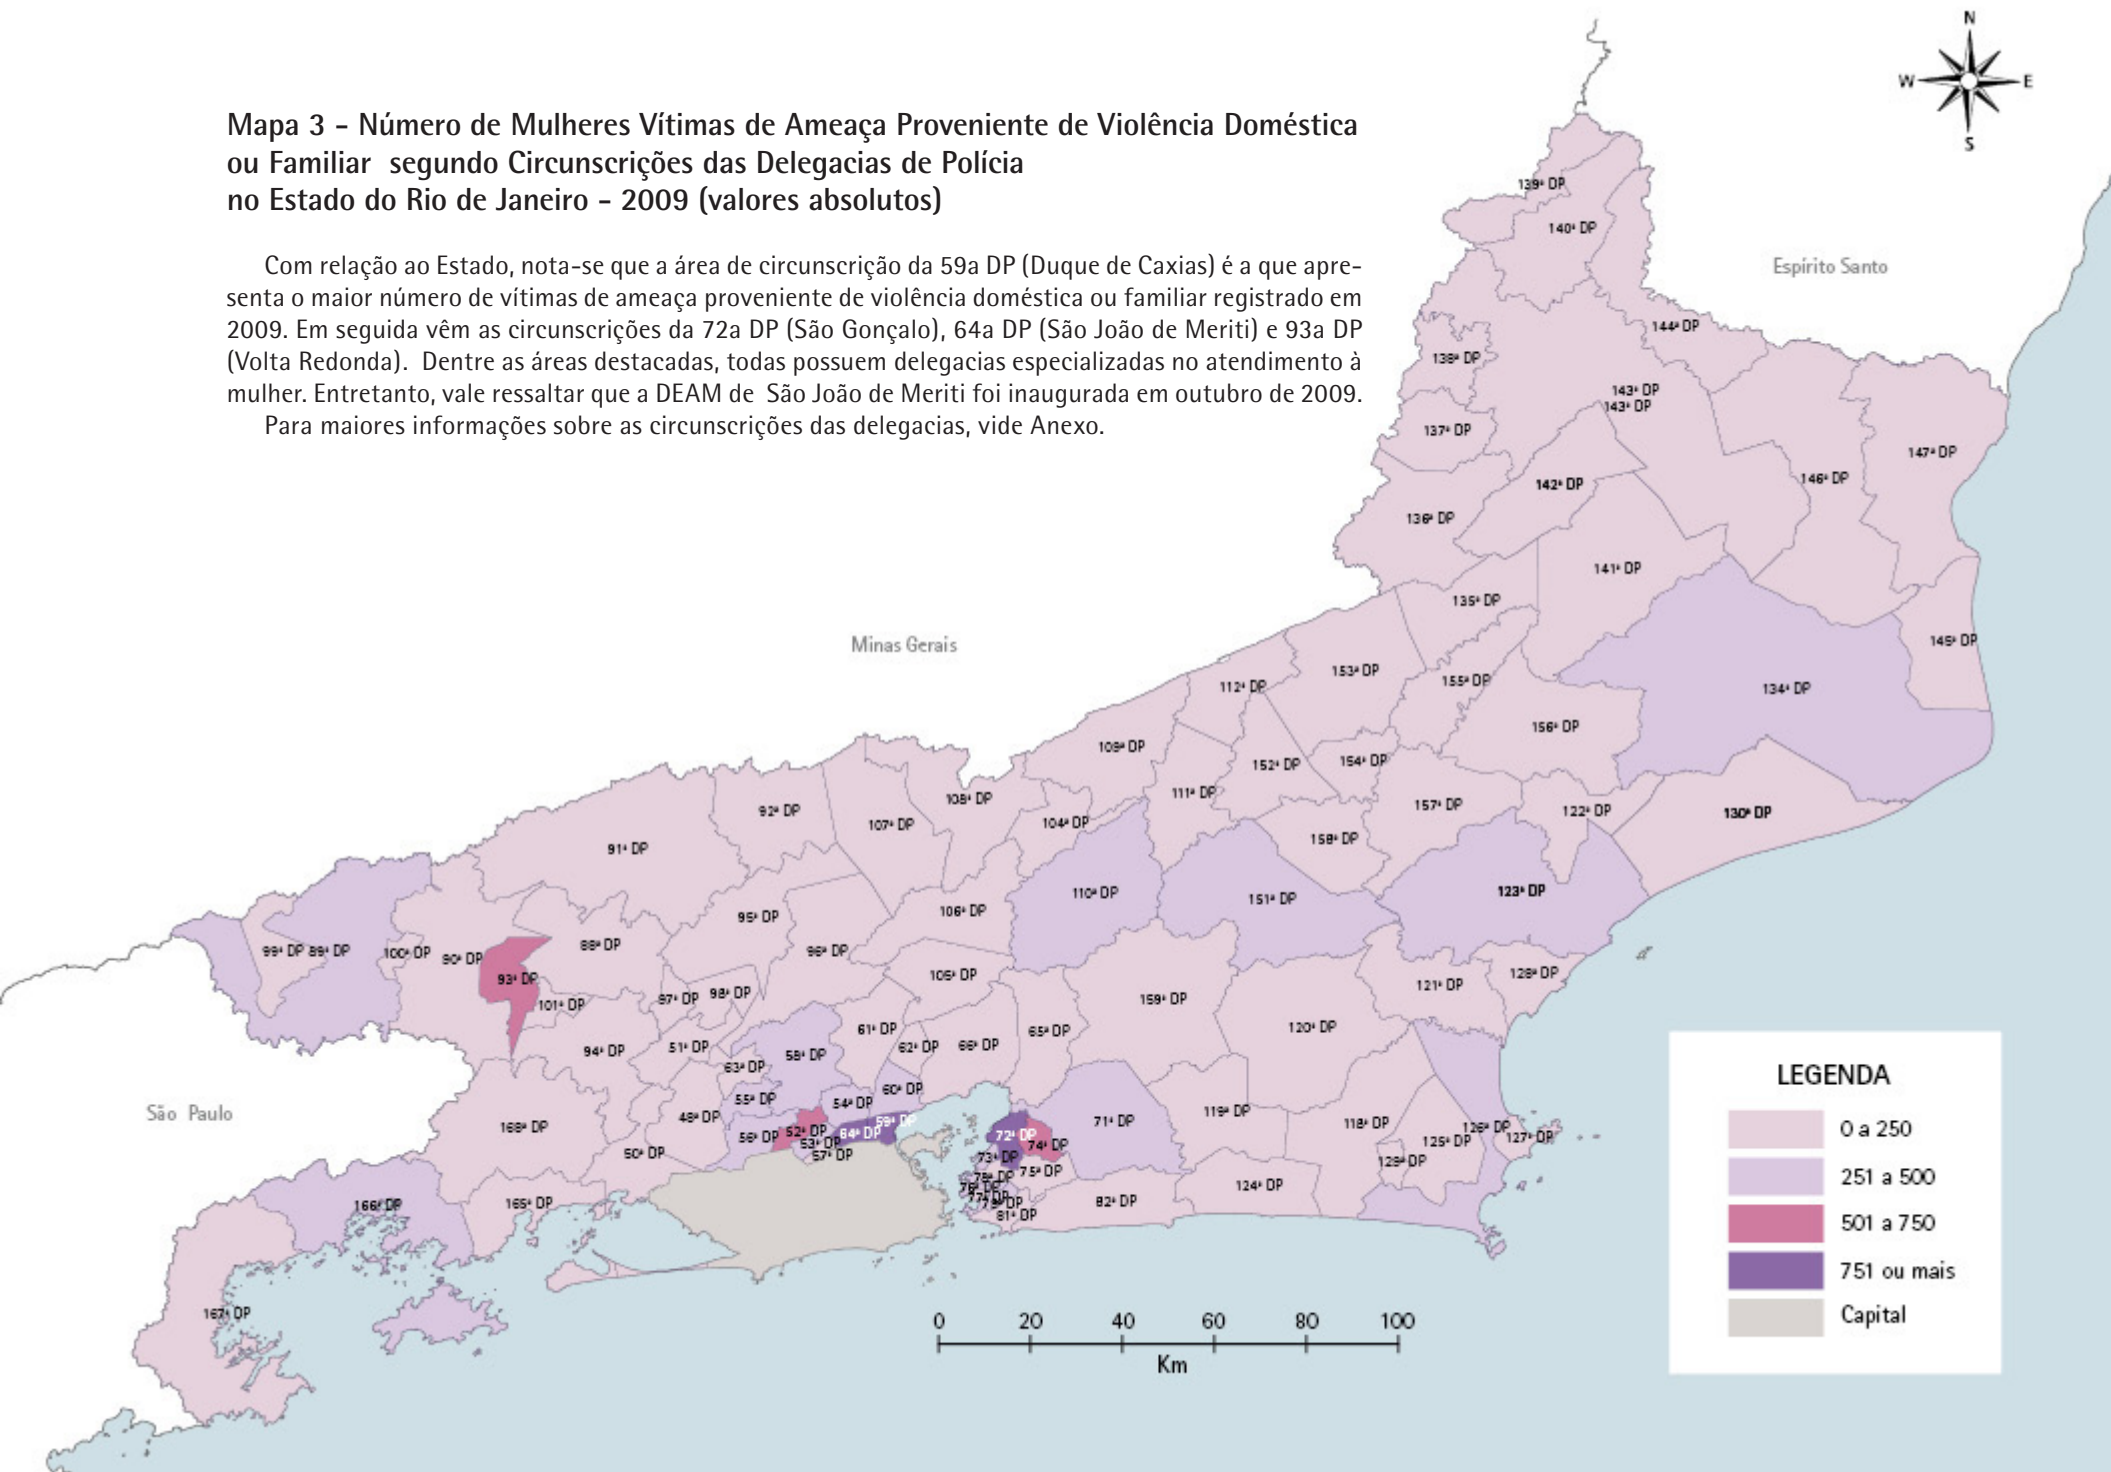 N
W E
S
Mapa 3 - Número de Mulheres Vítimas de Ameaça Proveniente de Violência Doméstica
ou Familiar segundo Circunscrições das Delegacias de Polícia
no Estado do Rio de Janeiro - 2009 (valores absolutos)
Com relação ao Estado, nota-se que a área de circunscrição da 59a DP (Duque de Caxias) é a que apre-
senta o maior número de vítimas de ameaça proveniente de violência doméstica ou familiar registrado em
2009. Em seguida vêm as circunscrições da 72a DP (São Gonçalo), 64a DP (São João de Meriti) e 93a DP
(Volta Redonda). Dentre as áreas destacadas, todas possuem delegacias especializadas no atendimento à
mulher. Entretanto, vale ressaltar que a DEAM de São João de Meriti foi inaugurada em outubro de 2009.
Para maiores informações sobre as circunscrições das delegacias, vide Anexo.
139ª DP
140ª DP
Espírito Santo
144ª DP
138ª DP
143ª DP
143ª DP
137ª DP
147ª DP
146ª DP
142ª DP
136ª DP
141ª DP
135ª DP
145ª DP
Minas Gerais
153ª DP
155ª DP
112ª DP
134ª DP
156ª DP
109ª DP
154ª DP
152ª DP
111ª DP
108ª DP
157ª DP
92ª DP
122ª DP
130ª DP
104ª DP
107ª DP
158ª DP
91ª DP
110ª DP
123ª DP
151ª DP
106ª DP
95ª DP
88ª DP
99ª DP
89ª DP
100ª DP
96ª DP
90ª DP
128ª DP
105ª DP
93ª DP
121ª DP
98ª DP
97ª DP
159ª DP
101ª DP
120ª DP
61ª DP
65ª DP
66ª DP
62ª DP
51ª DP
94ª DP
58ª DP
63ª DP
60ª DP
55ª DP
54ª DP
São Paulo
119ª DP
48ª DP
59ª DP
71ª DP
118ª DP
168ª DP
52ª DP
64ª DP
56ª DP
72ª DP
126ª DP
127ª DP
53ª DP
74ª DP
125ª DP
50ª DP
57ª DP
73ª DP
75ª DP
124ª DP
82ª DP
165ª DP
166ª DP
76ª DP
77ª DP
81ª DP
167ª DP
LEGENDA
0 a 250
251 a 500
501 a 750
751 ou mais
Capital
0 20 40 60 80 100
Km